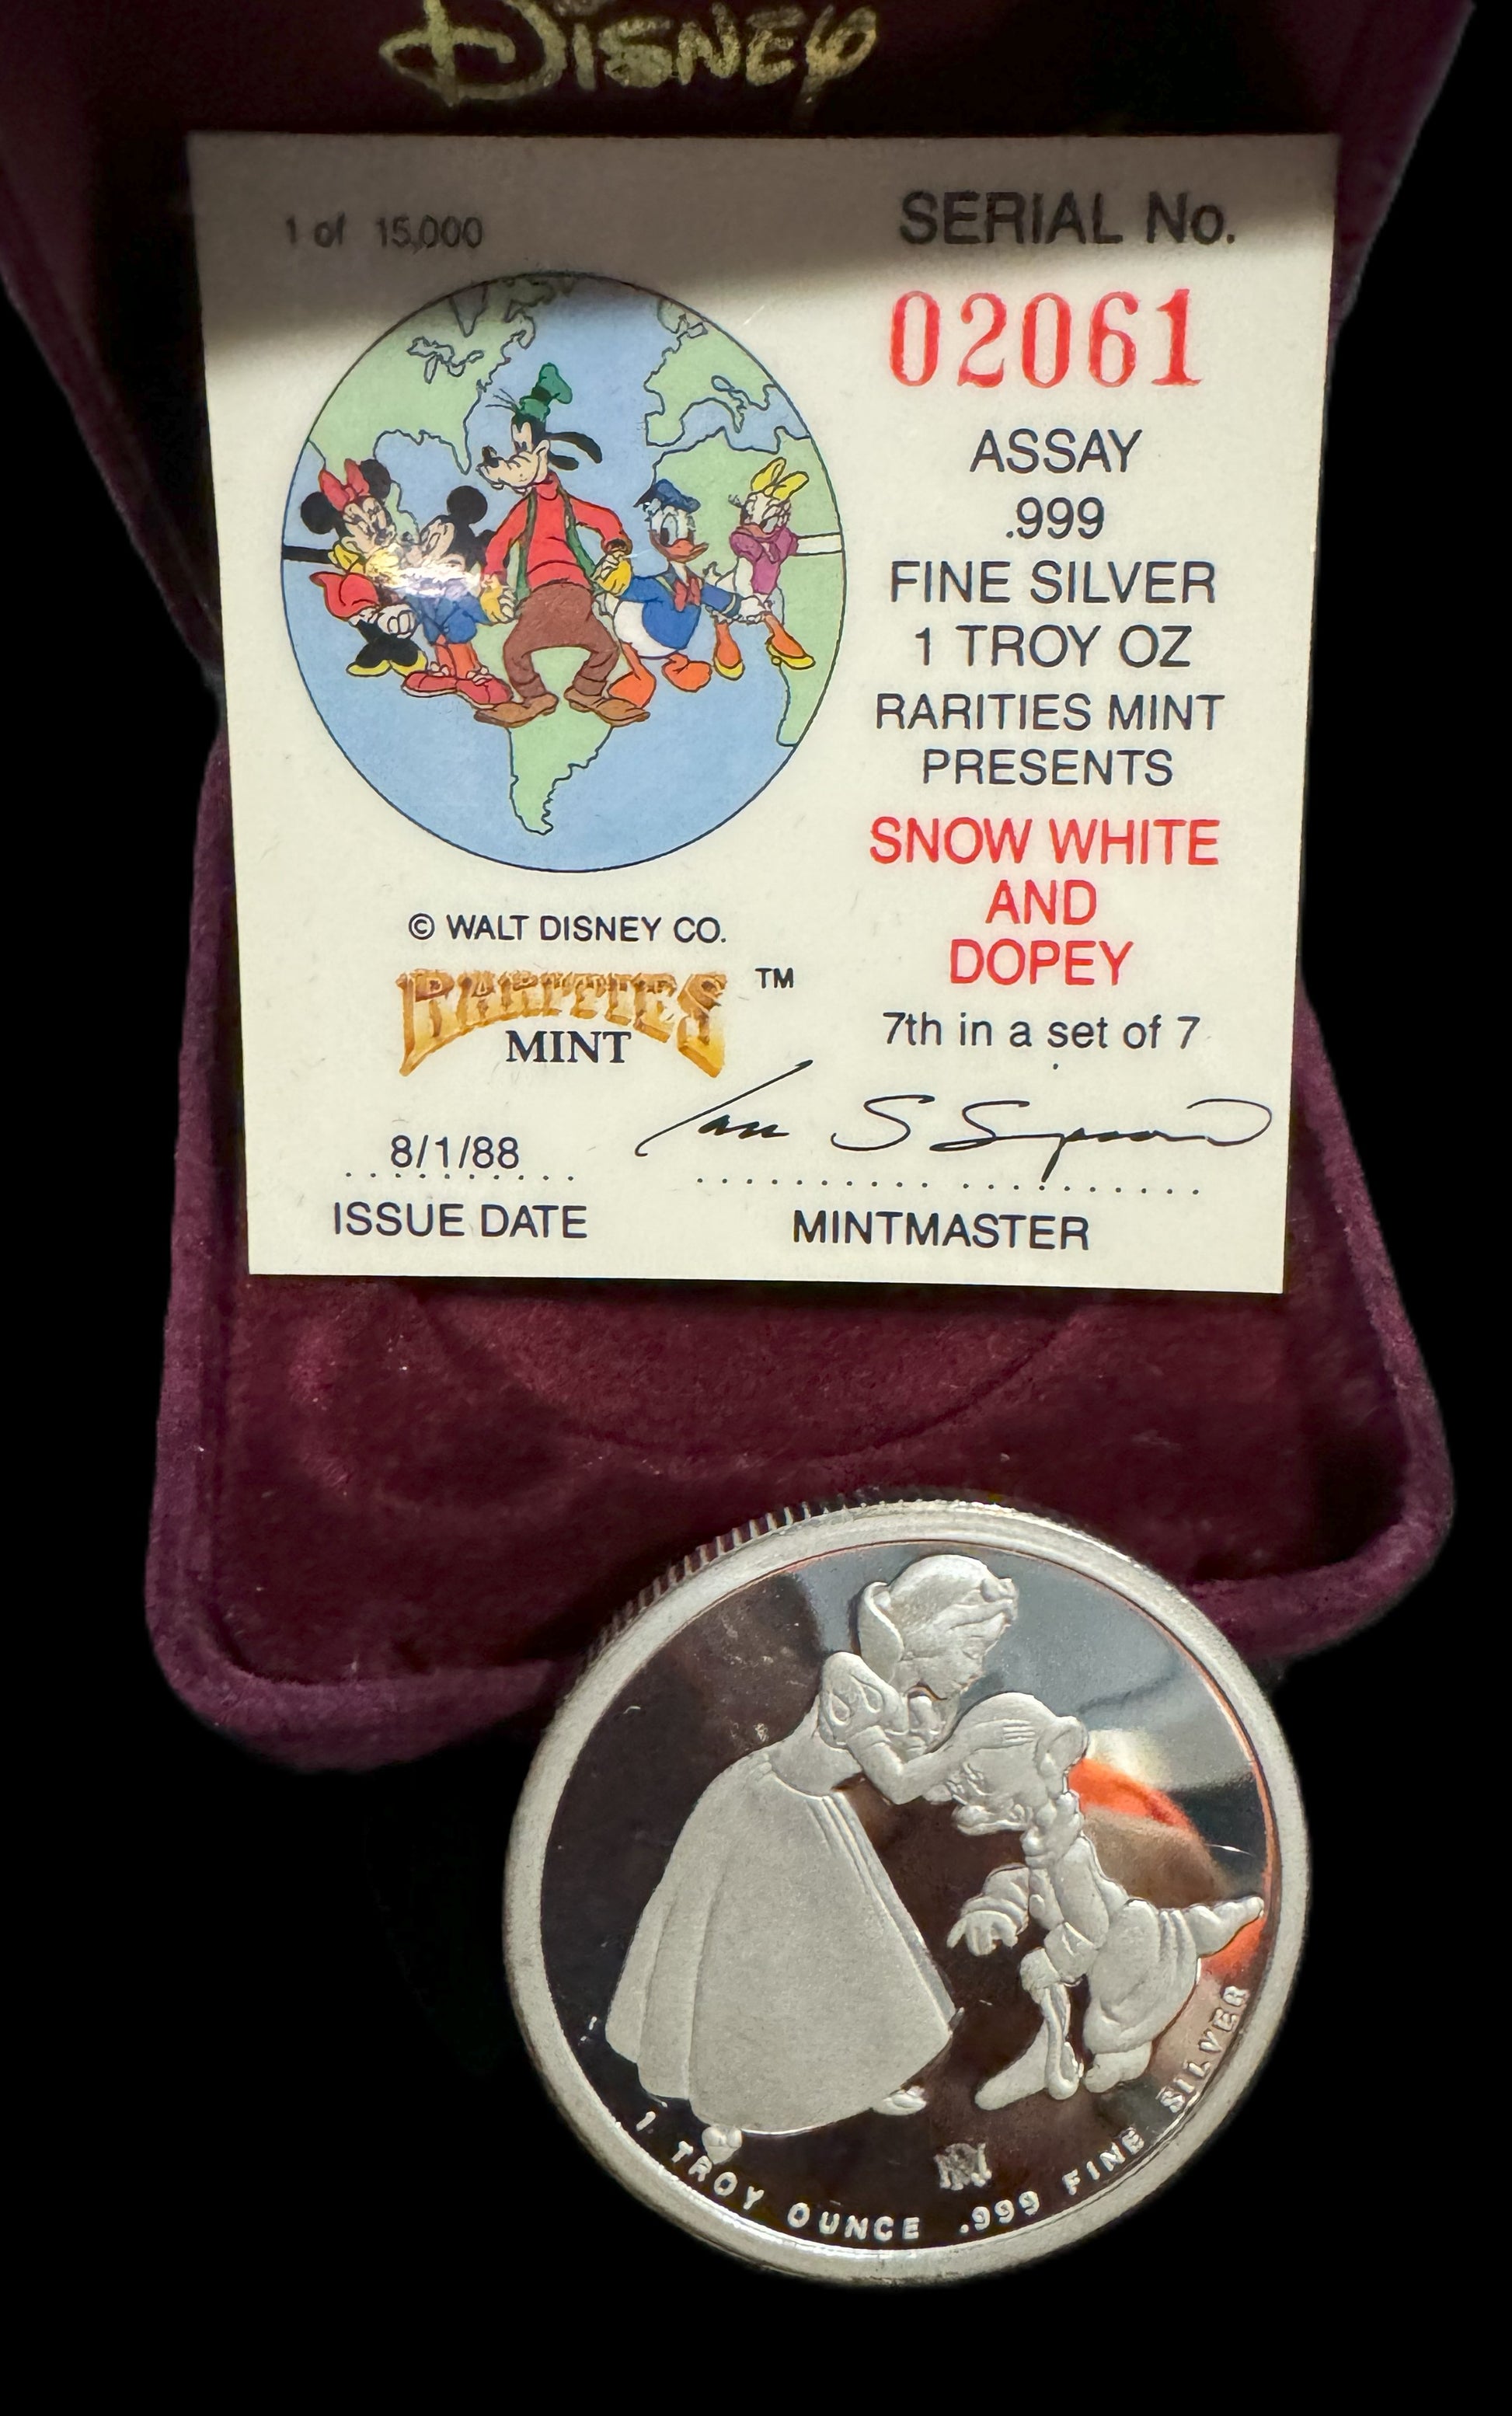 Disney
1 of 15,000
SERIAL No.
02061
ASSAY
.999
FINE SILVER
1 TROY OZ
RARITIES MINT
PRESENTS
SNOW WHITE
AND
DOPEY
7th in a set of 7
© WALT DISNEY CO.
RARITIES TM
MINT
8/1/88
ISSUE DATE
MINTMASTER
1 TROY OUNCE .999 FINE SILVER